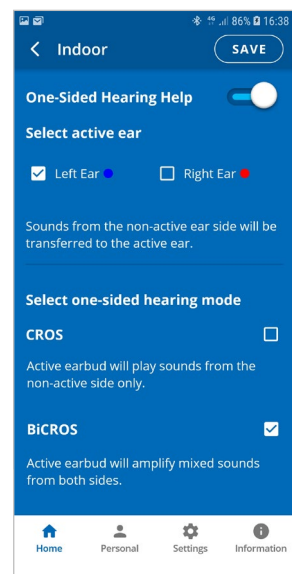 4G 86% 16:38
Indoor SAVE
One-Sided Hearing Help
Select active ear
Left Ear Right Ear
Sounds from the non-active ear side will be
transferred to the active ear.
Select one-sided hearing mode
CROS
Active earbud will play sounds from the
non-active side only.
BiCROS
Active earbud will amplify mixed sounds
from both sides.
Home Personal Settings Information